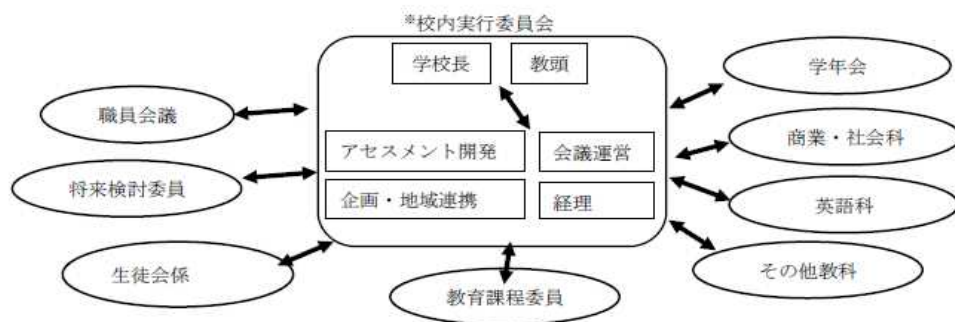 ※校内実行委員会
学校長 教頭
学年会
職員会議
商業・社会科
アセスメント開発 会議運営
将来検討委員
企画・地域連携 経理
英語科
生徒会係
その他教科
教育課程委員